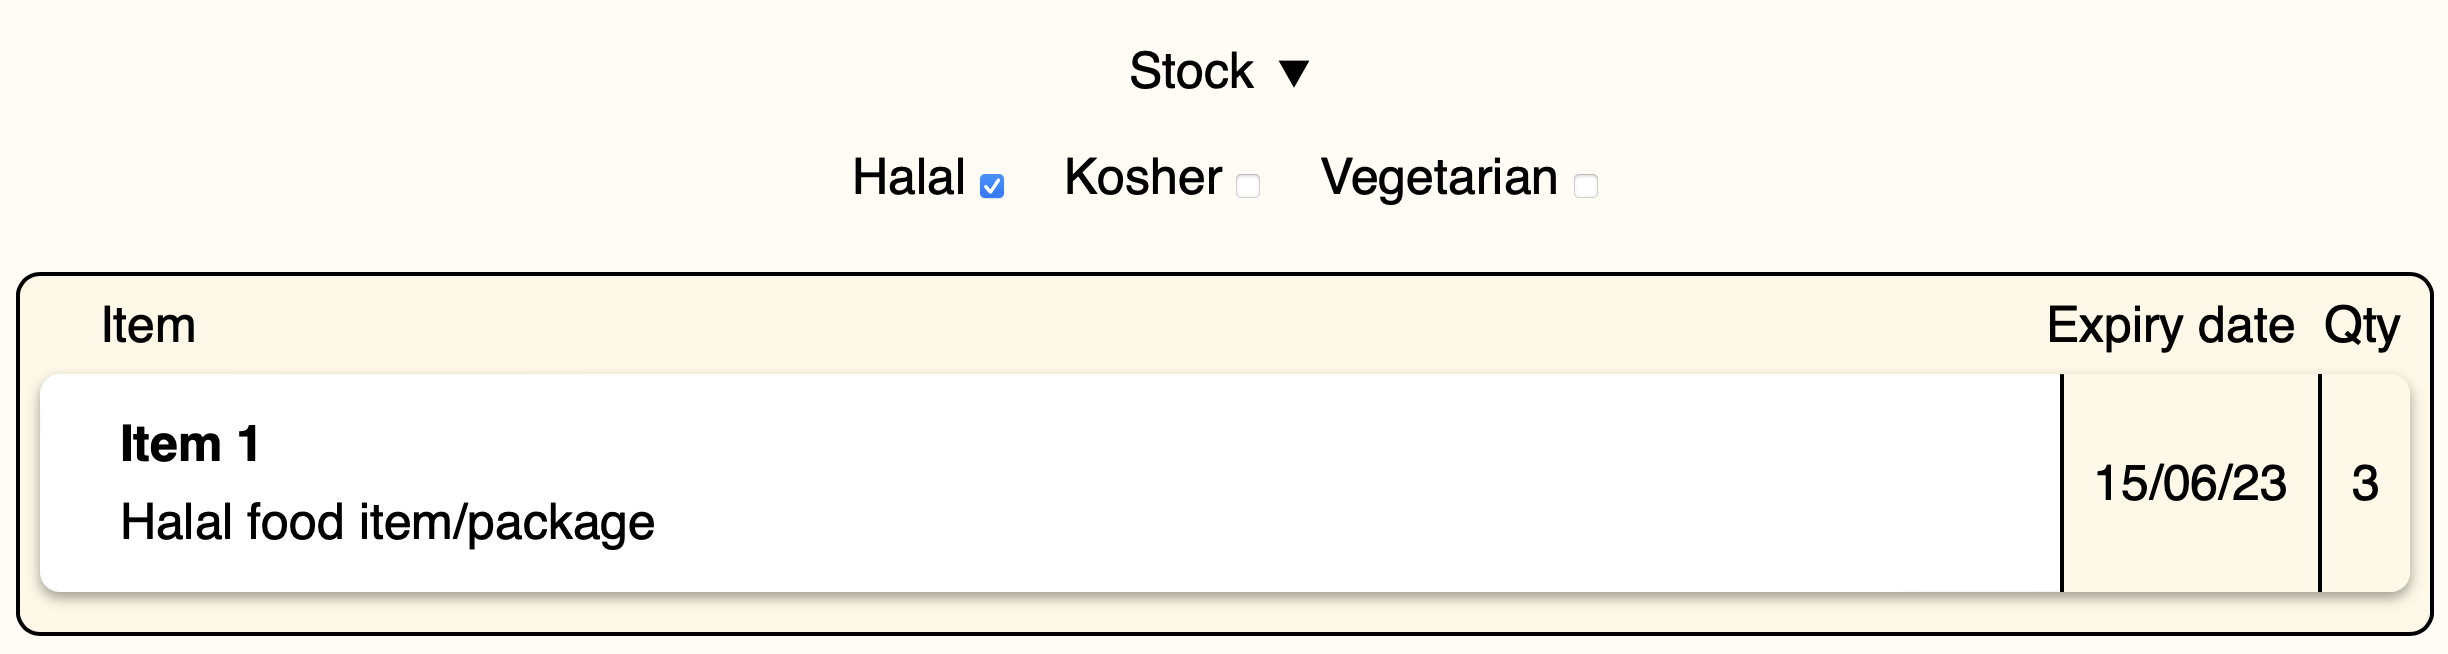 Stock ▼
Halal Kosher Vegetarian
Item Expiry date Qty
Item 1
Halal food item/package
15/06/23 3